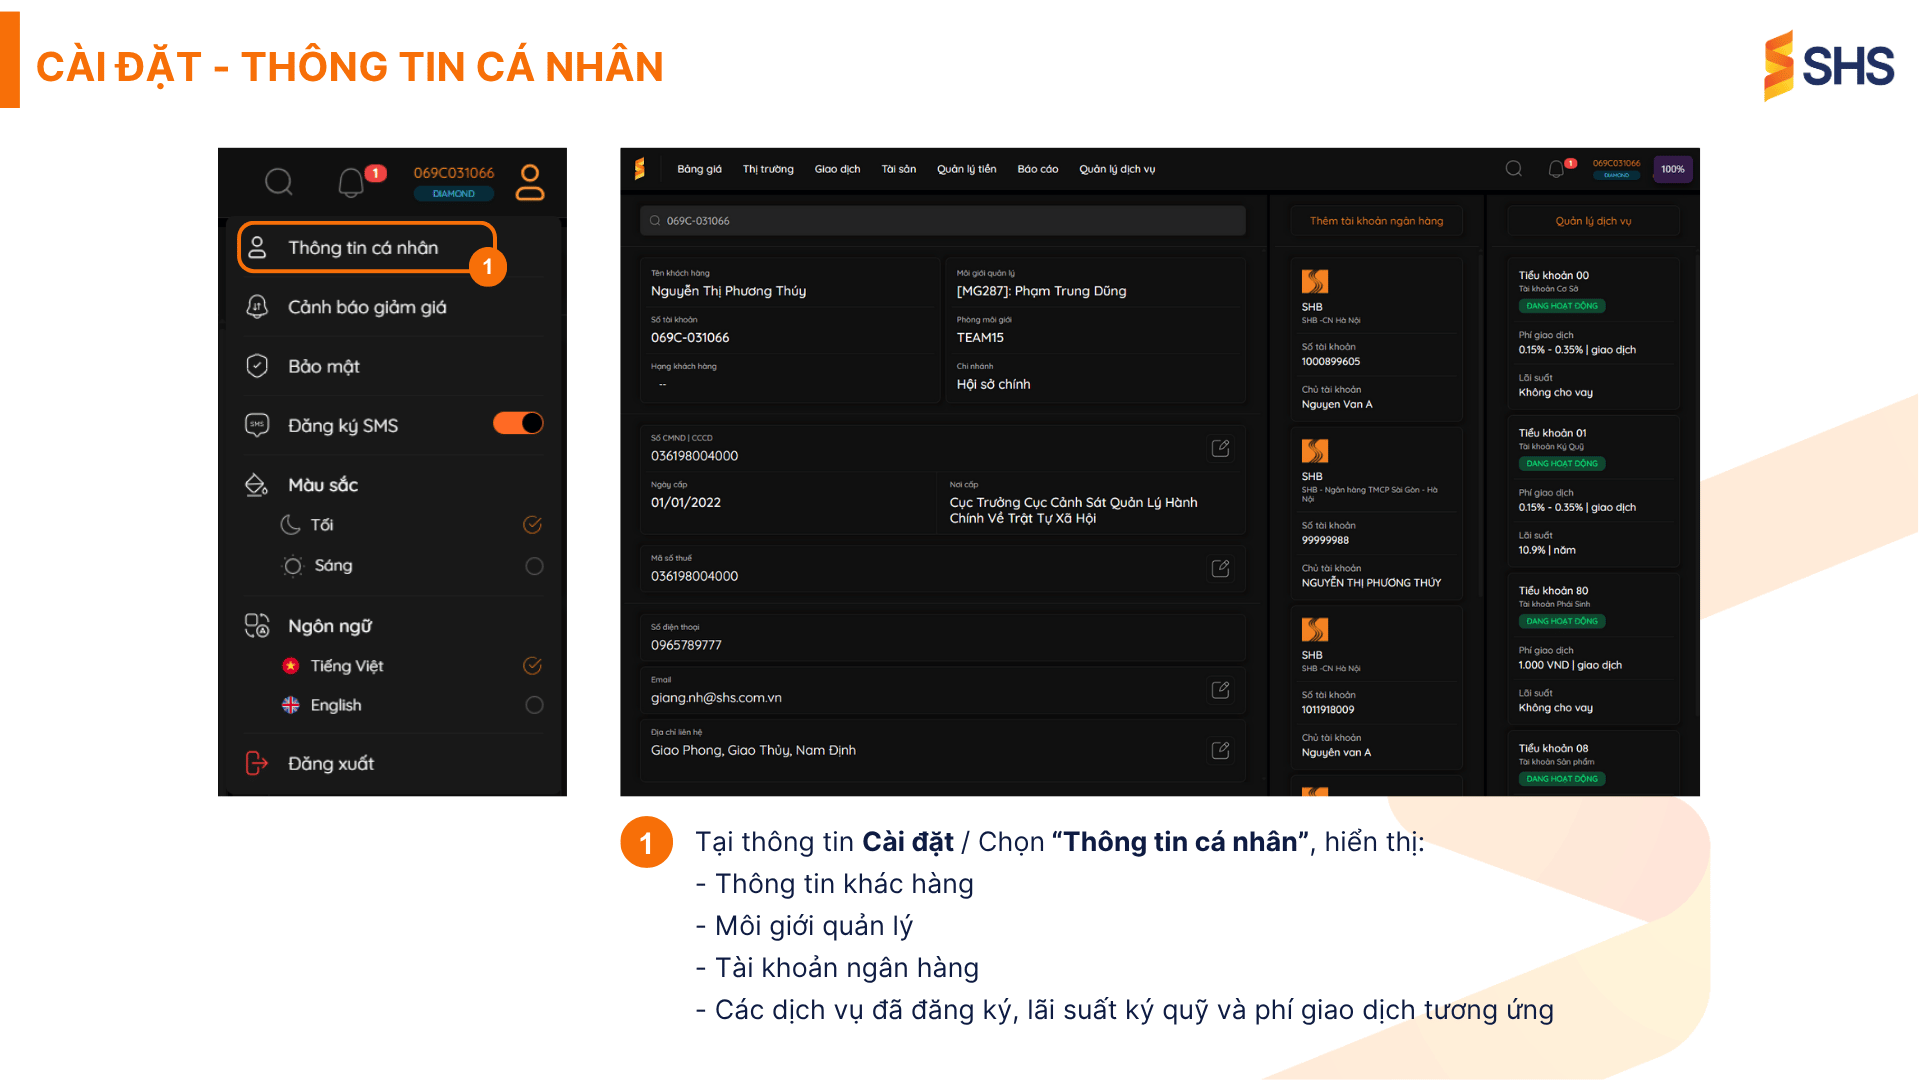 CÀI ĐẶT - THÔNG TIN CÁ NHÂN
SHS
1
069C031066
DIAMOND
Thông tin cá nhân
1
Cảnh báo giảm giá
Bảo mật
SMS
Đăng ký SMS
Màu sắc
Tối
Sáng
Ngôn ngữ
Tiếng Việt
English
Đăng xuất
Bảng giá Thị trường Giao dịch Tài sản Quản lý tiền Báo cáo Quản lý dịch vụ
1
069C031066
DIAMOND
100%
069C-031066
Tên khách hàng
Nguyễn Thị Phương Thúy
Số tài khoản
069C-031066
Hạng khách hàng
--
Môi giới quản lý
[MG287]: Phạm Trung Dũng
Phòng môi giới
TEAM15
Chi nhánh
Hội sở chính
Số CMND | CCCD
036198004000
Ngày cấp
01/01/2022
Nơi cấp
Cục Trưởng Cục Cảnh Sát Quản Lý Hành
Chính Về Trật Tự Xã Hội
Mã số thuế
036198004000
Số điện thoại
0965789777
Email
giang.nh@shs.com.vn
Địa chỉ liên hệ
Giao Phong, Giao Thủy, Nam Định
Thêm tài khoản ngân hàng
SHB
SHB -CN Hà Nội
Số tài khoản
1000899605
Chủ tài khoản
Nguyen Van A
SHB
SHB - Ngân hàng TMCP Sài Gòn - Hà
Nội
Số tài khoản
99999988
Chủ tài khoản
NGUYỄN THỊ PHƯƠNG THÚY
SHB
SHB -CN Hà Nội
Số tài khoản
1011918009
Chủ tài khoản
Nguyên van A
Quản lý dịch vụ
Tiểu khoản 00
Tài khoản Cơ Sở
ĐANG HOẠT ĐỘNG
Phí giao dịch
0.15% - 0.35% | giao dịch
Lãi suất
Không cho vay
Tiểu khoản 01
Tài khoản Ký Quỹ
ĐANG HOẠT ĐỘNG
Phí giao dịch
0.15% - 0.35% | giao dịch
Lãi suất
10.9% | năm
Tiểu khoản 80
Tài khoản Phái Sinh
ĐANG HOẠT ĐỘNG
Phí giao dịch
1.000 VND | giao dịch
Lãi suất
Không cho vay
Tiểu khoản 08
Tài khoản Sản phẩm
ĐANG HOẠT ĐỘNG
1
Tại thông tin Cài đặt / Chọn “Thông tin cá nhân”, hiển thị:
- Thông tin khác hàng
- Môi giới quản lý
- Tài khoản ngân hàng
- Các dịch vụ đã đăng ký, lãi suất ký quỹ và phí giao dịch tương ứng